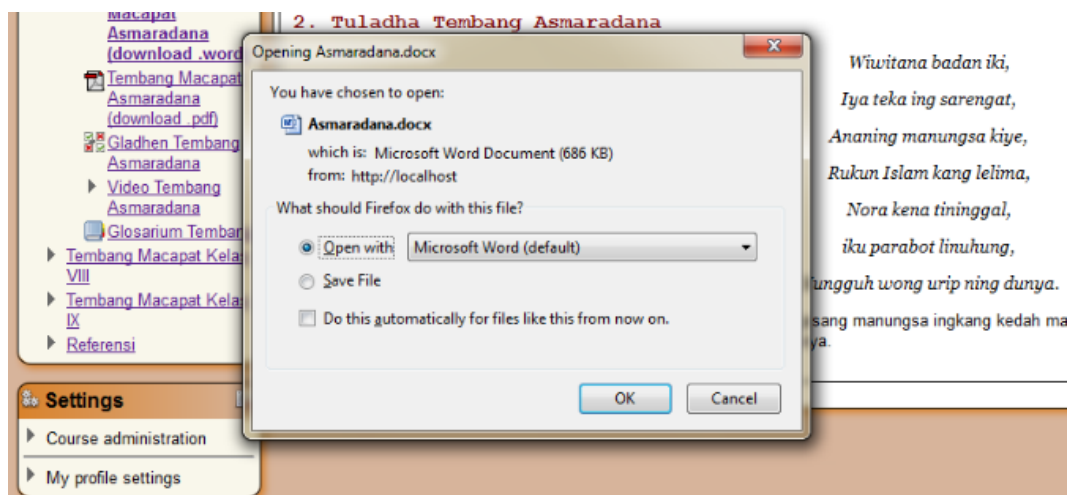 Macapat
Asmaradana
(download .word
Tembang Macapat
Asmaradana
(download .pdf)
Gladhen Tembang
Asmaradana
Video Tembang
Asmaradana
Glosarium Temban
Tembang Macapat Kela
VIII
Tembang Macapat Kela
IX
Referensi
Settings
Course administration
My profile settings
2. Tuladha Tembang Asmaradana
Opening Asmaradana.docx
You have chosen to open:
Asmaradana.docx
which is: Microsoft Word Document (686 KB)
from: http://localhost
What should Firefox do with this file?
Open with Microsoft Word (default)
Save File
Do this automatically for files like this from now on.
OK Cancel
Wiwitana badan iki,
Iya teka ing sarengat,
Ananing manungsa kiye,
Rukun Islam kang lelima,
Nora kena tininggal,
iku parabot linuhung,
ungguh wong urip ning dunya.
sang manungsa ingkang kedah ma
ya.